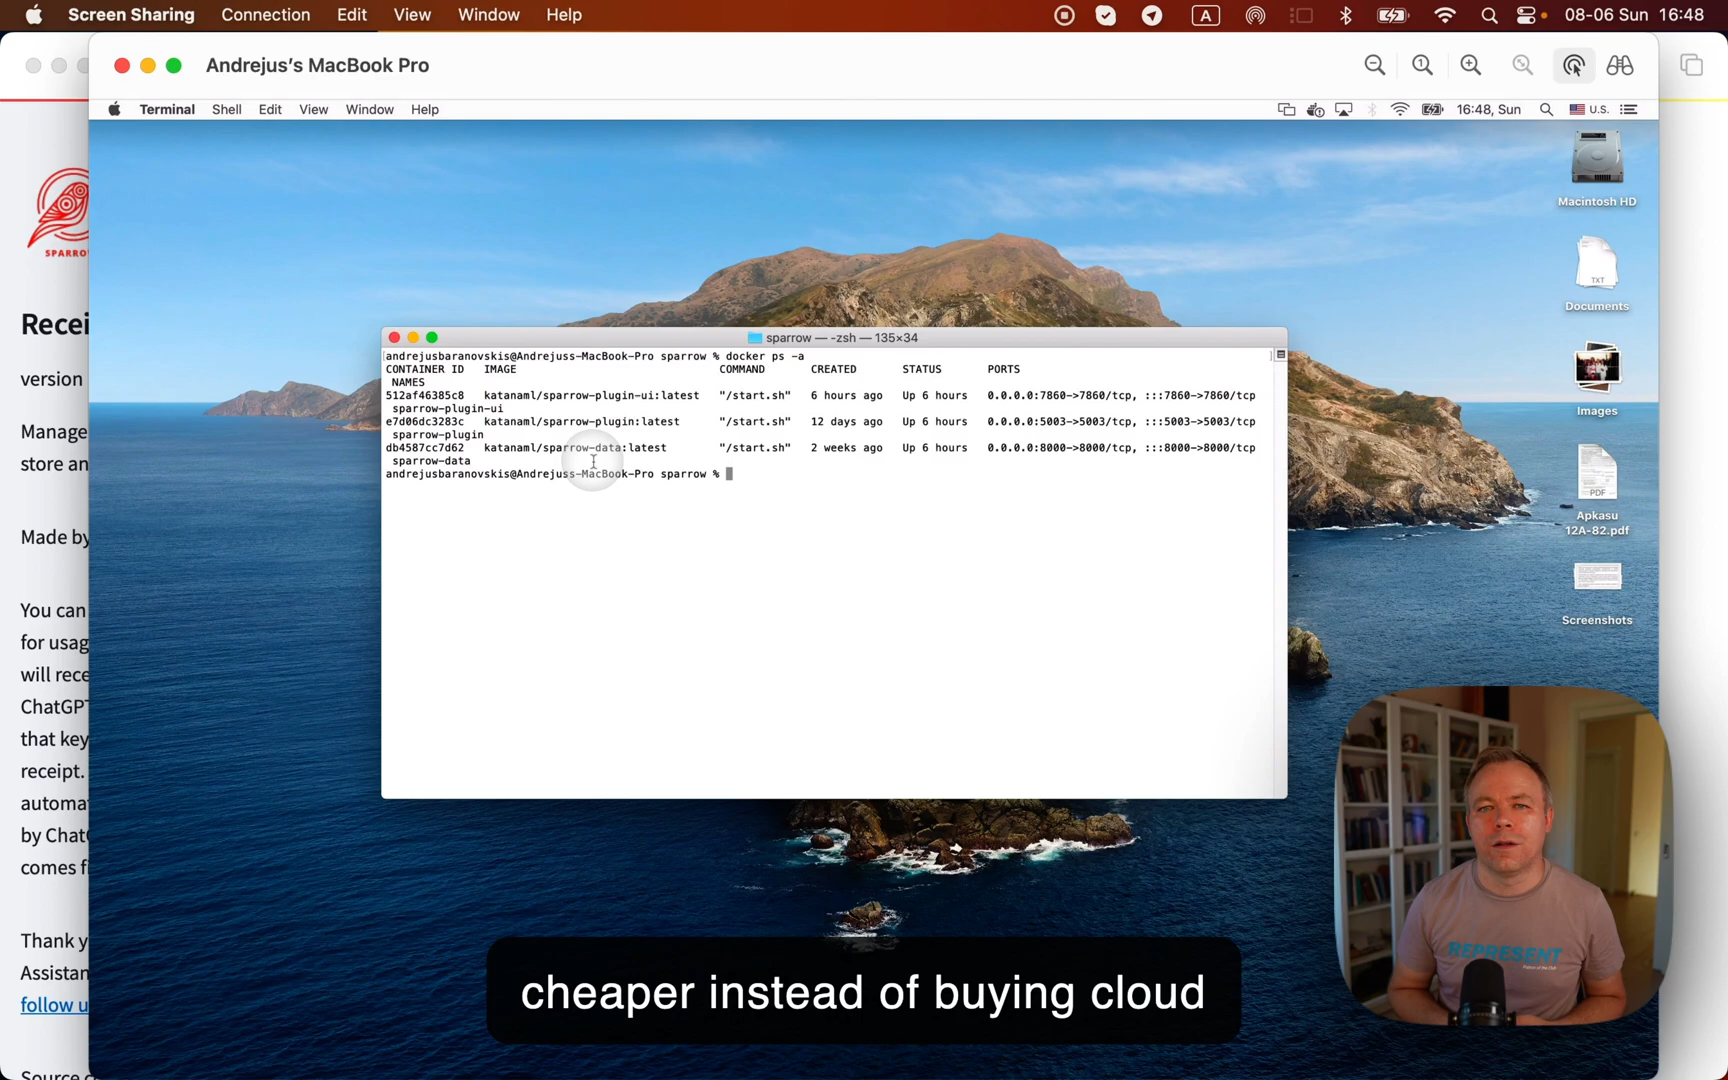 Screen Sharing Connection Edit View Window Help A 08-06 Sun 16:48
Andrejus's MacBook Pro
Terminal Shell Edit View Window Help 16:48, Sun U.S.
Macintosh HD
TXT
Documents
Images
PDF
Apkasu
12A-82.pdf
Screenshots
sparrow — -zsh — 135×34
andrejusbaranovskis@Andrejuss-MacBook-Pro sparrow % docker ps -a
CONTAINER ID IMAGE COMMAND CREATED STATUS PORTS
NAMES
512af46385c8 katanaml/sparrow-plugin-ui:latest "/start.sh" 6 hours ago Up 6 hours 0.0.0.0:7860->7860/tcp, :::7860->7860/tcp
sparrow-plugin-ui
e7d06dc3283c katanaml/sparrow-plugin:latest "/start.sh" 12 days ago Up 6 hours 0.0.0.0:5003->5003/tcp, :::5003->5003/tcp
sparrow-plugin
db4587cc7d62 katanaml/sparrow-data:latest "/start.sh" 2 weeks ago Up 6 hours 0.0.0.0:8000->8000/tcp, :::8000->8000/tcp
sparrow-data
andrejusbaranovskis@Andrejuss-MacBook-Pro sparrow %
SPARRO
Recei
version
Manage
store an
Made by
You can
for usag
will rece
ChatGPT
that key
receipt.
automa
by ChatG
comes f
Thank y
Assistan
follow u
Source c
REPRESENT
cheaper instead of buying cloud